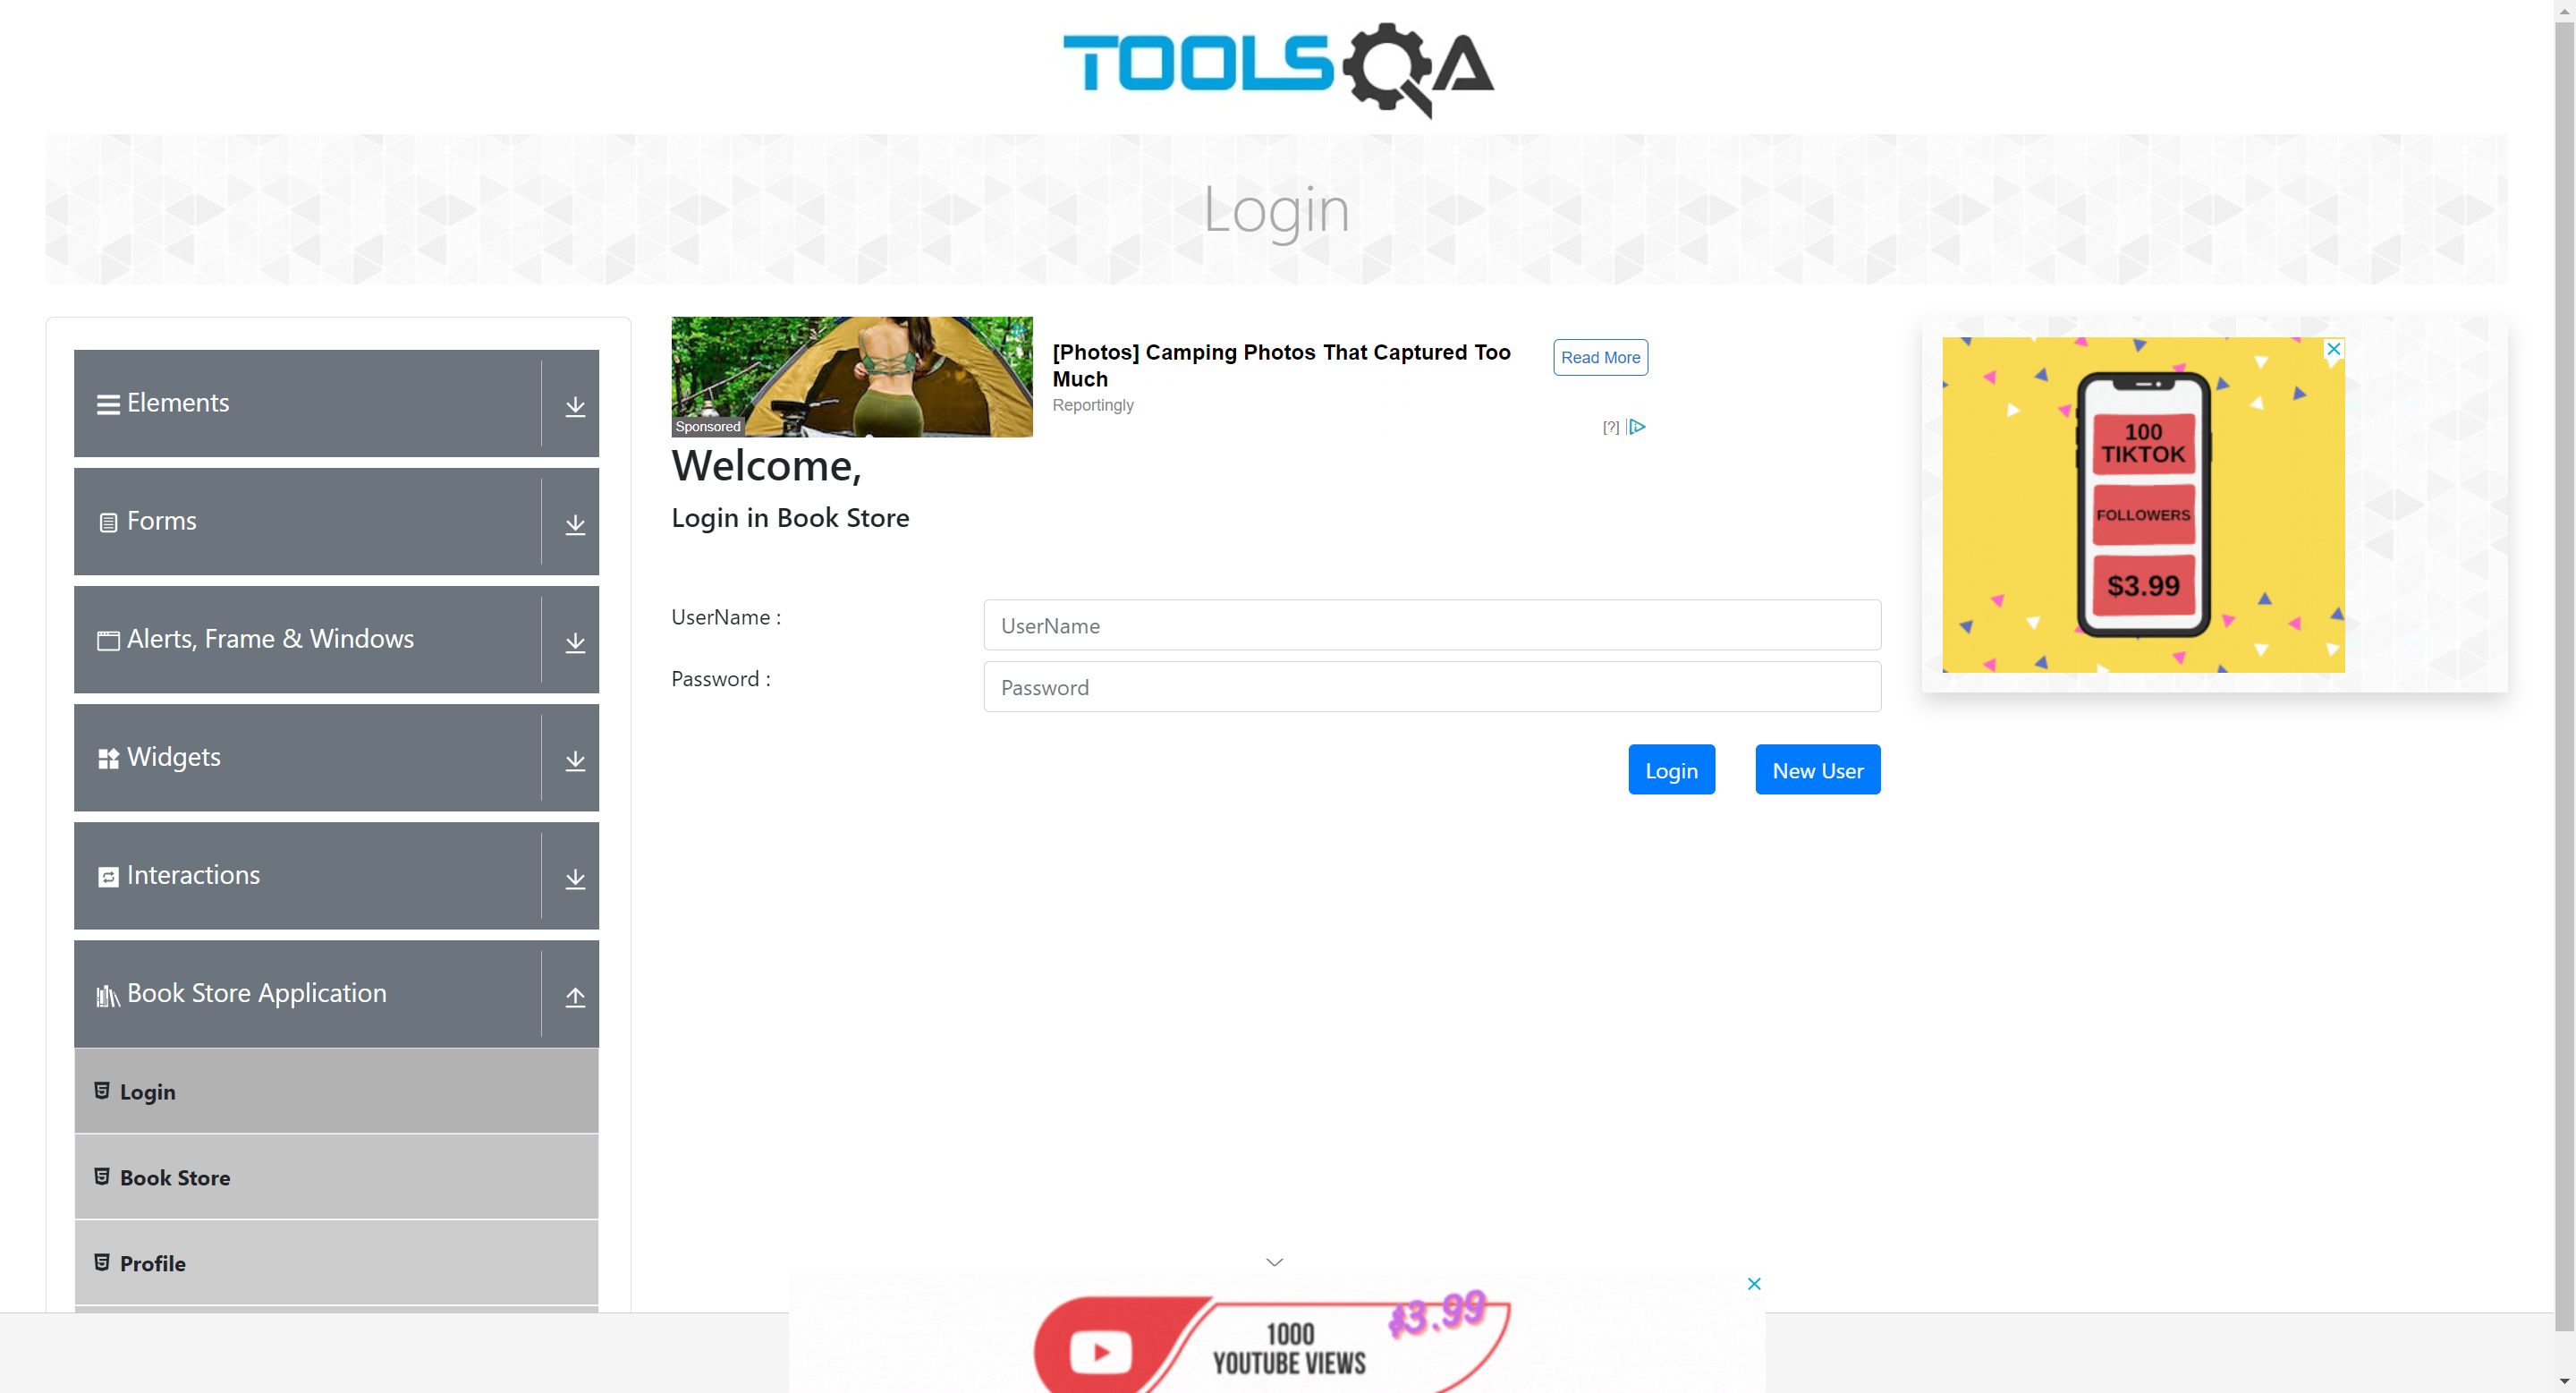 TOOLSQA
Login
Elements
Forms
Alerts, Frame & Windows
Widgets
Interactions
Book Store Application
Login
Book Store
Profile
Sponsored
[Photos] Camping Photos That Captured Too
Much
Reportingly
Read More
[?]
Welcome,
Login in Book Store
UserName :
UserName
Password :
Password
Login
New User
100
TIKTOK
FOLLOWERS
$3.99
1000
YOUTUBE VIEWS
$3.99